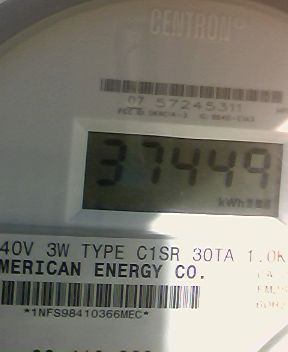 CENTRON®
07 57245311
37449
kWh
40V 3W TYPE C1SR 30TA 1.0K
MERICAN ENERGY CO.
*1NFS98410366MEC*